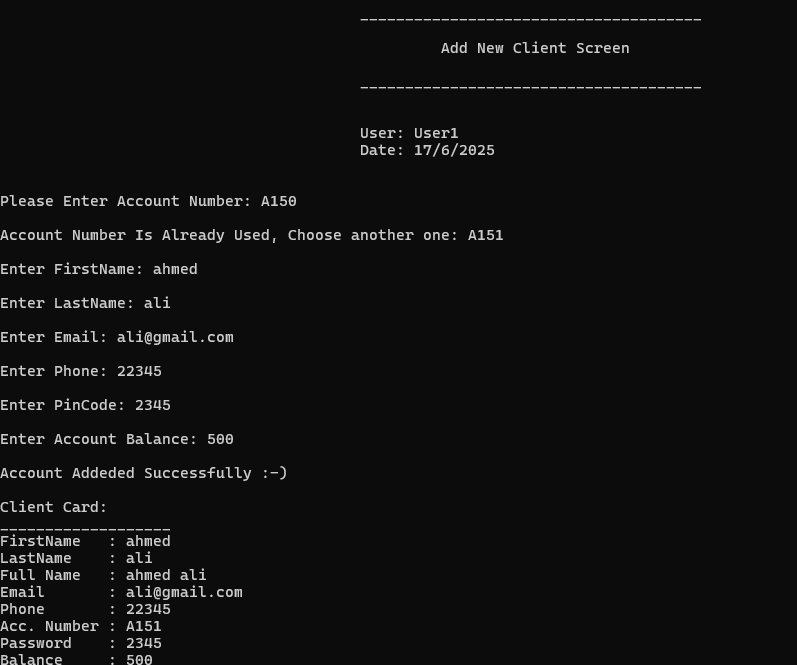 _____________________________________
Add New Client Screen
_____________________________________
User: User1
Date: 17/6/2025
Please Enter Account Number: A150
Account Number Is Already Used, Choose another one: A151
Enter FirstName: ahmed
Enter LastName: ali
Enter Email: ali@gmail.com
Enter Phone: 22345
Enter PinCode: 2345
Enter Account Balance: 500
Account Addeded Successfully :-)
Client Card:
___________________
FirstName   : ahmed
LastName    : ali
Full Name   : ahmed ali
Email       : ali@gmail.com
Phone       : 22345
Acc. Number : A151
Password    : 2345
Balance     : 500